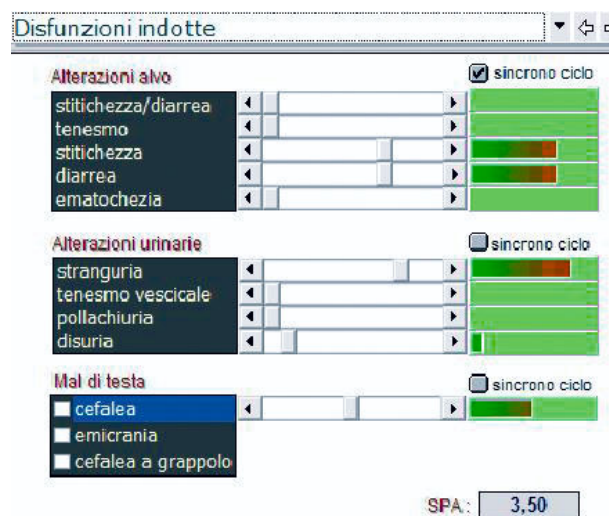 Disfunzioni indotte
Alterazioni alvo
sincrono ciclo
stitichezza/diarrea
tenesmo
stitichezza
diarrea
ematochezia
Alterazioni urinarie
sincrono ciclo
stranguria
tenesmo vescicale
pollachiuria
disuria
Mal di testa
sincrono ciclo
cefalea
emicrania
cefalea a grappolo
SPA: 3,50